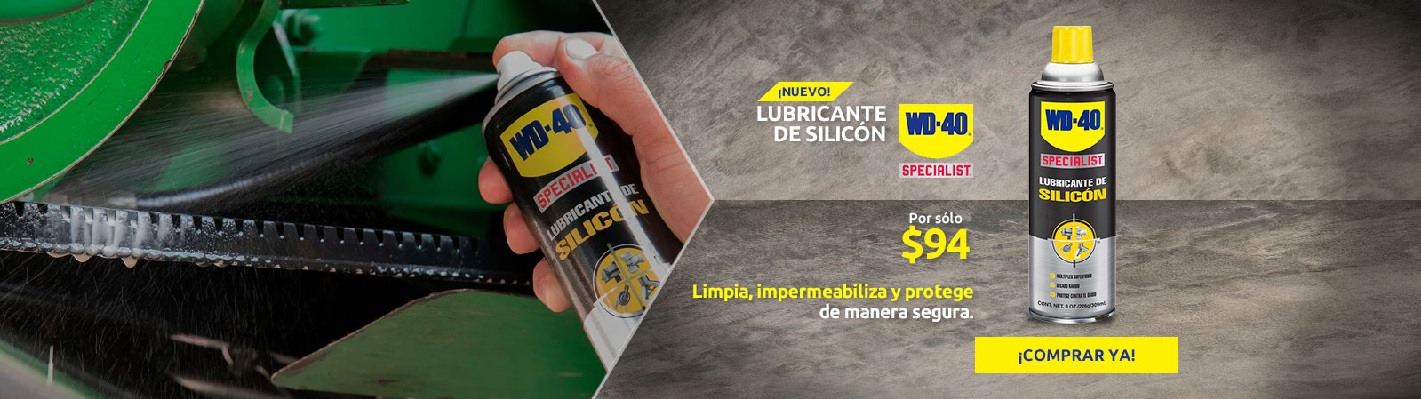 WD-40
SPECIALIST
LUBRICANTE DE
SILICÓN
¡NUEVO!
LUBRICANTE
DE SILICÓN
WD-40®
SPECIALIST
Por sólo
$94
Limpia, impermeabiliza y protege
de manera segura.
¡COMPRAR YA!
WD-40®
SPECIALIST
LUBRICANTE DE
SILICÓN